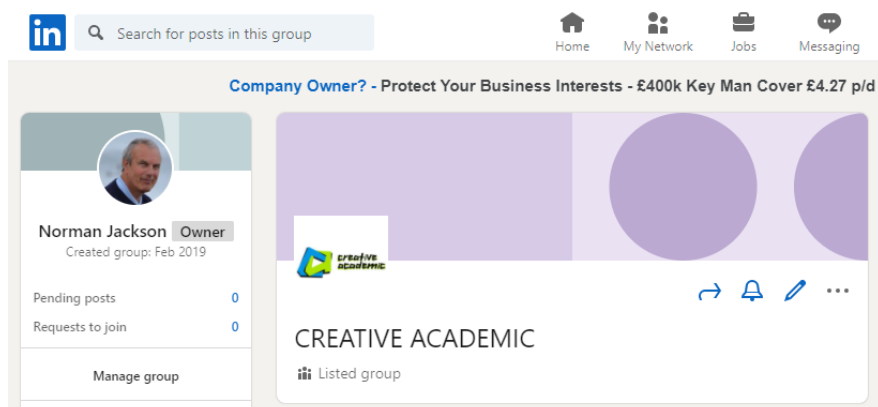 in
Search for posts in this group
Home
My Network
Jobs
Messaging
Company Owner? - Protect Your Business Interests - £400k Key Man Cover £4.27 p/d
Norman Jackson Owner
Created group: Feb 2019
Pending posts 0
Requests to join 0
Manage group
creative
academic
CREATIVE ACADEMIC
Listed group